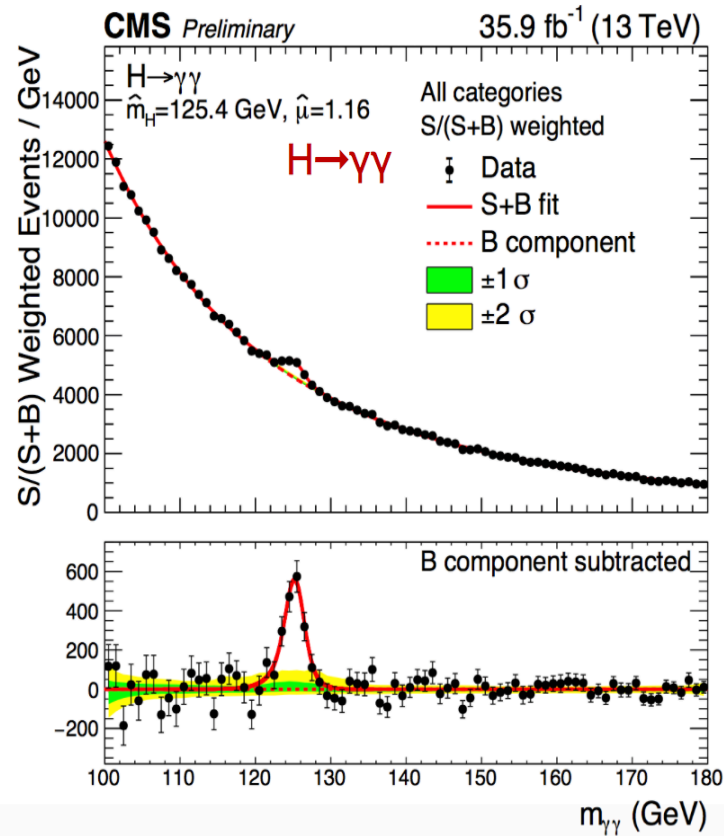 CMS Preliminary 35.9 fb⁻¹ (13 TeV)
H→γγ
m̂_H=125.4 GeV, μ̂=1.16
H→γγ
All categories
S/(S+B) weighted
Data
S+B fit
B component
±1 σ
±2 σ
S/(S+B) Weighted Events / GeV
14000
12000
10000
8000
6000
4000
2000
0
B component subtracted
600
400
200
0
−200
100 110 120 130 140 150 160 170 180
m_γγ (GeV)